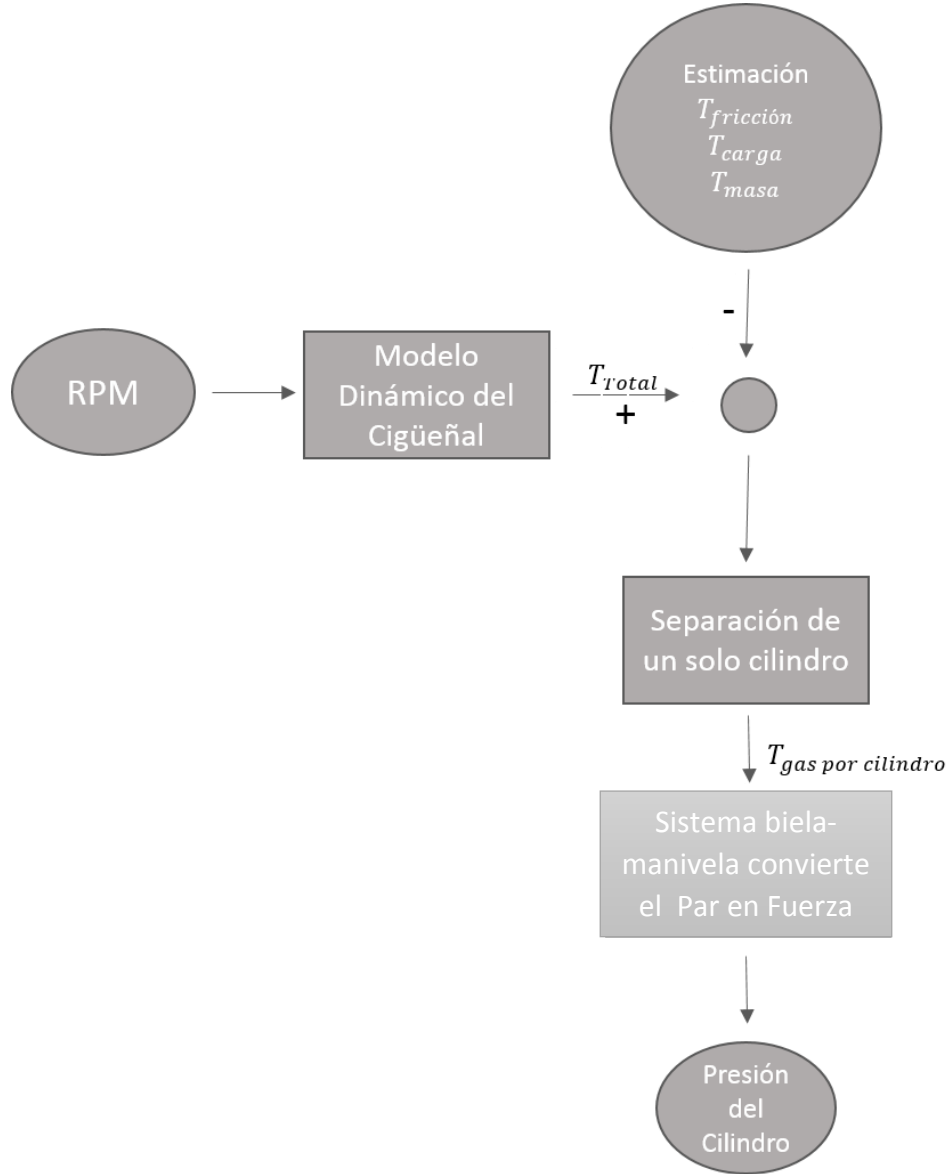 Estimación
T_fricción
T_carga
T_masa
-
RPM
Modelo
Dinámico del
Cigüeñal
T_Total
+
Separación de
un solo cilindro
T_gas por cilindro
Sistema biela-
manivela convierte
el Par en Fuerza
Presión
del
Cilindro